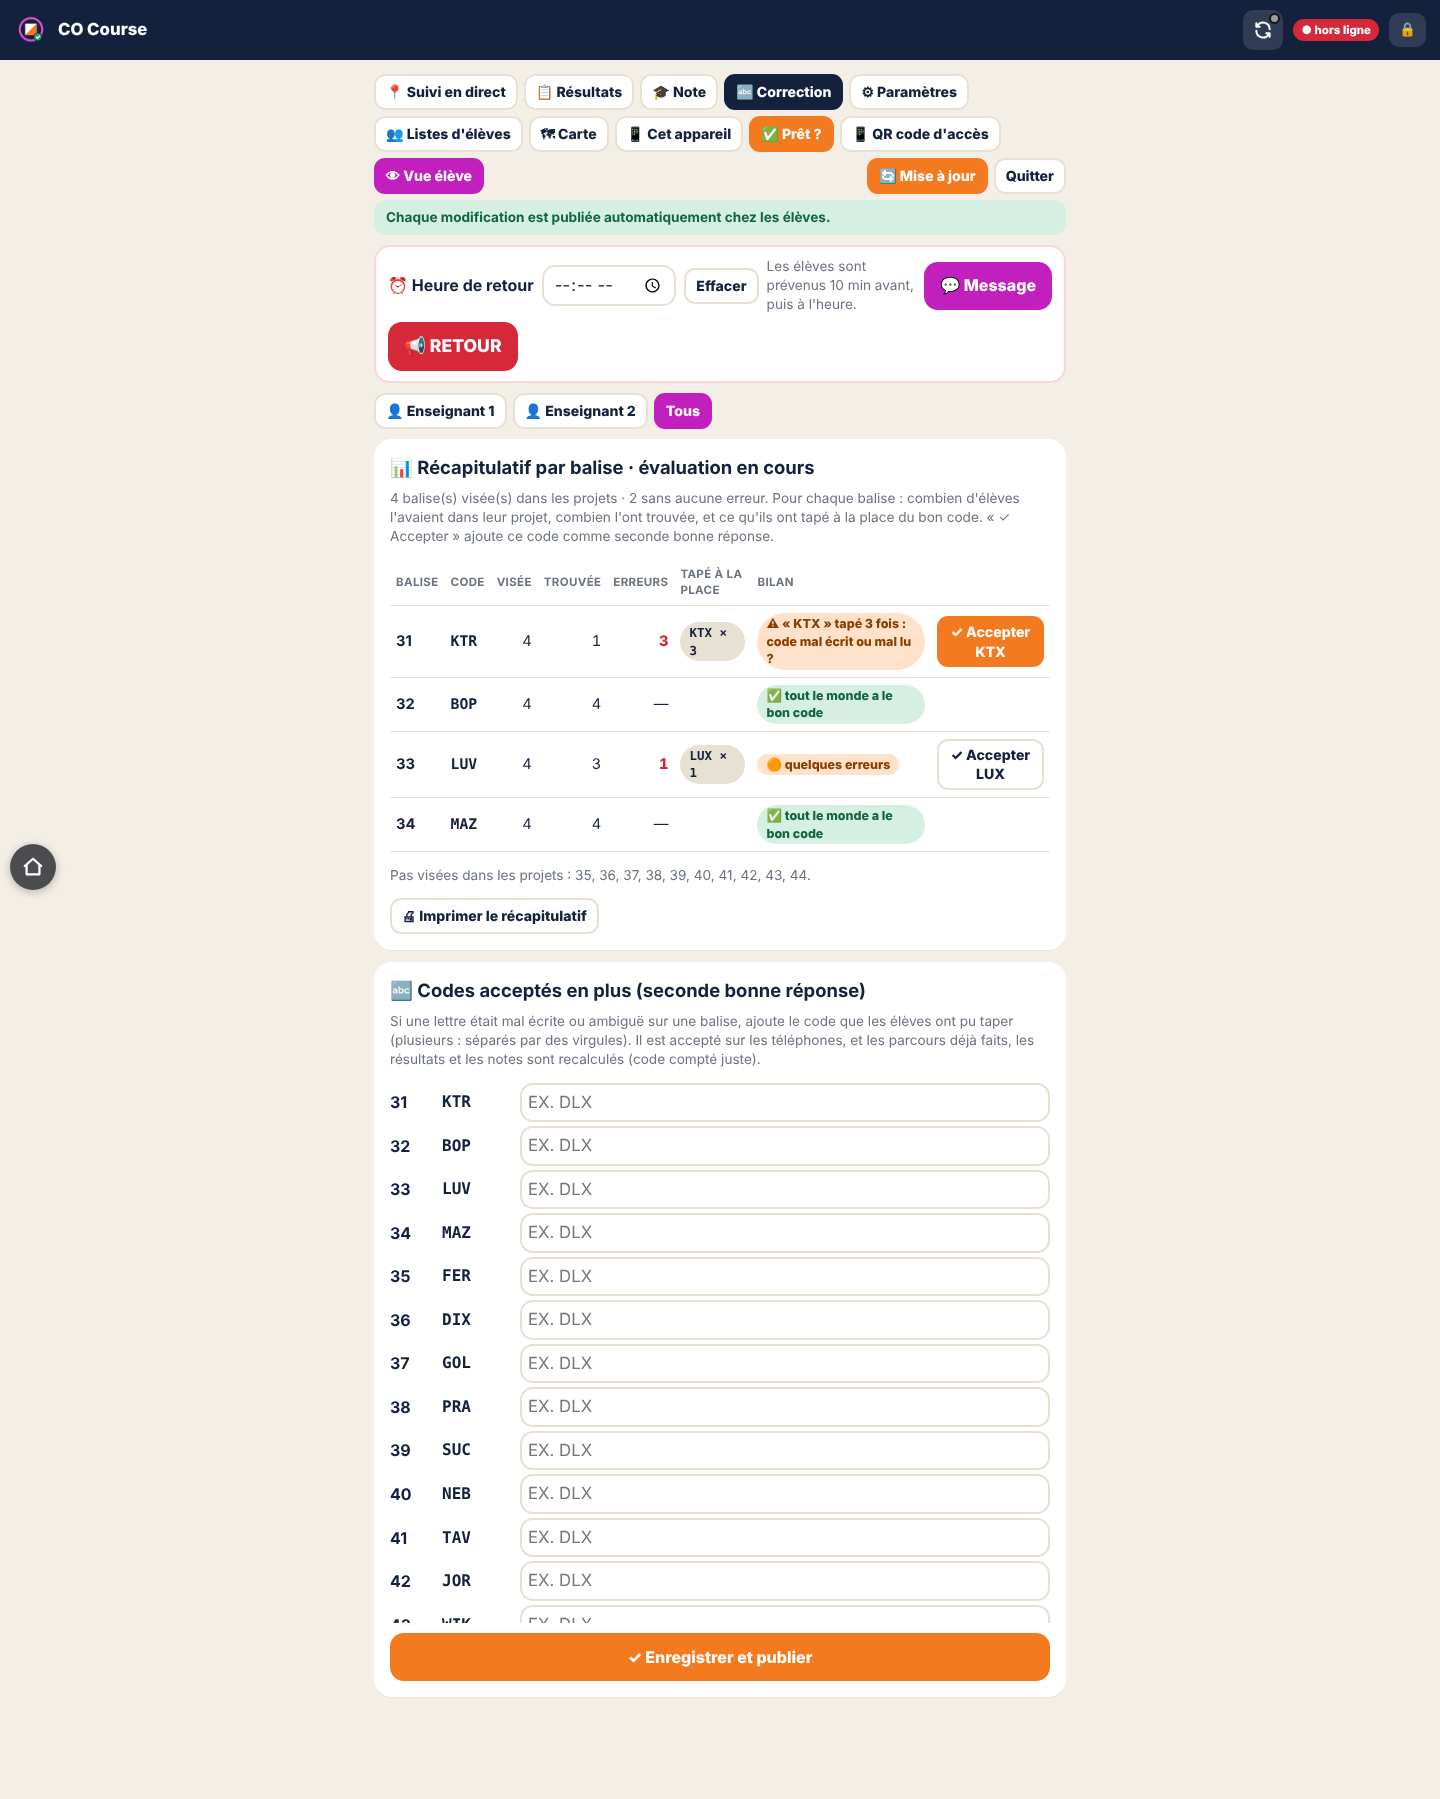 CO Course
hors ligne
Suivi en direct
Résultats
Note
Correction
Paramètres
Listes d'élèves
Carte
Cet appareil
Prêt ?
QR code d'accès
Vue élève
Mise à jour
Quitter
Chaque modification est publiée automatiquement chez les élèves.
Heure de retour
--:-- --
Effacer
Les élèves sont
prévenus 10 min avant,
puis à l'heure.
Message
RETOUR
Enseignant 1
Enseignant 2
Tous
Récapitulatif par balise · évaluation en cours
4 balise(s) visée(s) dans les projets · 2 sans aucune erreur. Pour chaque balise : combien d'élèves
l'avaient dans leur projet, combien l'ont trouvée, et ce qu'ils ont tapé à la place du bon code. « ✓
Accepter » ajoute ce code comme seconde bonne réponse.
BALISE CODE VISÉE TROUVÉE ERREURS TAPÉ À LA PLACE BILAN
31 KTR 4 1 3 KTX × 3 ⚠ « KTX » tapé 3 fois : code mal écrit ou mal lu ? ✓ Accepter KTX
32 BOP 4 4 — ✅ tout le monde a le bon code
33 LUV 4 3 1 LUX × 1 quelques erreurs ✓ Accepter LUX
34 MAZ 4 4 — ✅ tout le monde a le bon code
Pas visées dans les projets : 35, 36, 37, 38, 39, 40, 41, 42, 43, 44.
Imprimer le récapitulatif
abc Codes acceptés en plus (seconde bonne réponse)
Si une lettre était mal écrite ou ambiguë sur une balise, ajoute le code que les élèves ont pu taper
(plusieurs : séparés par des virgules). Il est accepté sur les téléphones, et les parcours déjà faits, les
résultats et les notes sont recalculés (code compté juste).
31 KTR EX. DLX
32 BOP EX. DLX
33 LUV EX. DLX
34 MAZ EX. DLX
35 FER EX. DLX
36 DIX EX. DLX
37 GOL EX. DLX
38 PRA EX. DLX
39 SUC EX. DLX
40 NEB EX. DLX
41 TAV EX. DLX
42 JOR EX. DLX
✓ Enregistrer et publier